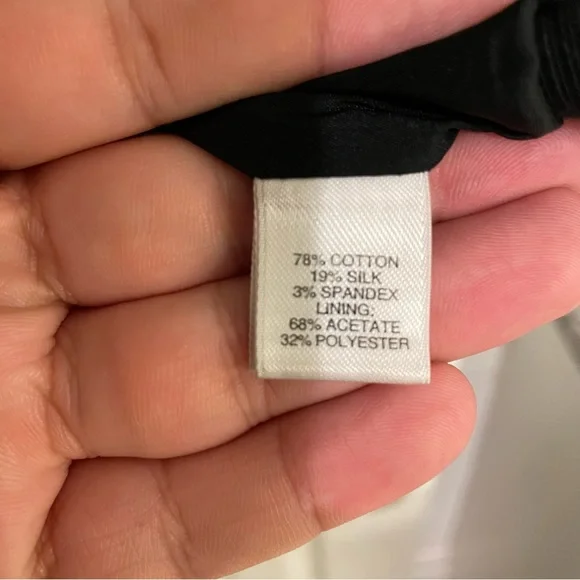 78% COTTON
19% SILK
3% SPANDEX
LINING:
68% ACETATE
32% POLYESTER